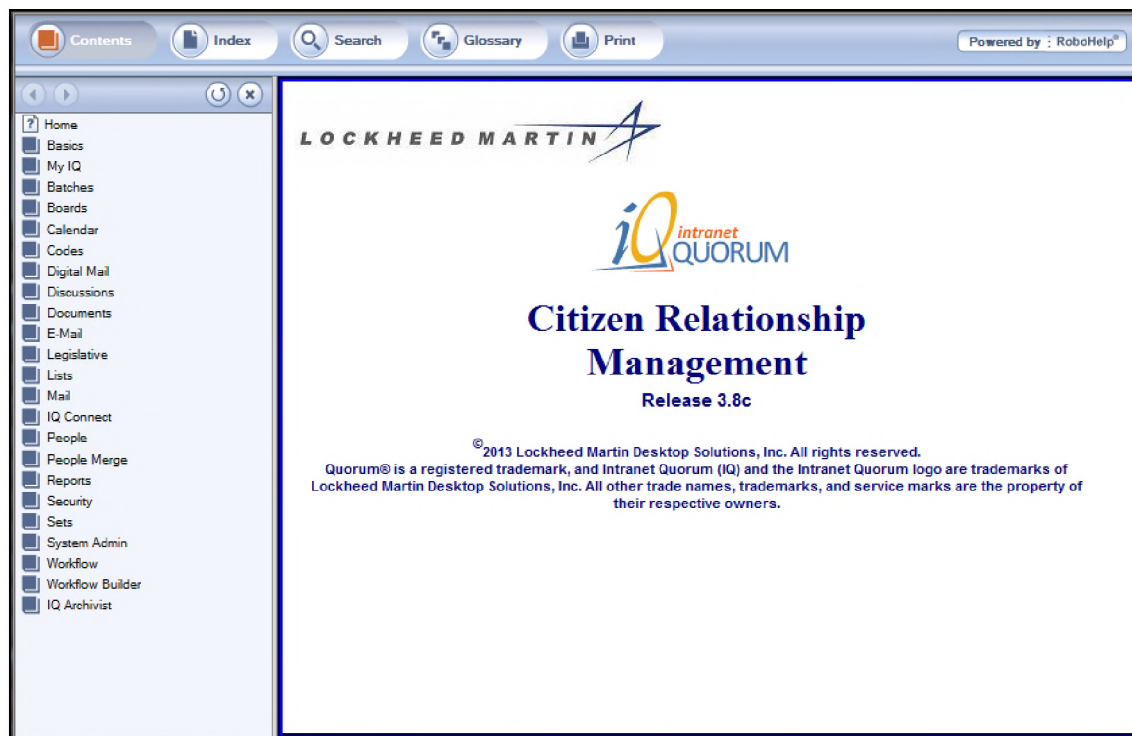 Contents
Index
Search
Glossary
Print
Powered by : RoboHelp®
Home
Basics
My IQ
Batches
Boards
Calendar
Codes
Digital Mail
Discussions
Documents
E-Mail
Legislative
Lists
Mail
IQ Connect
People
People Merge
Reports
Security
Sets
System Admin
Workflow
Workflow Builder
IQ Archivist
LOCKHEED MARTIN
iQ
intranet
QUORUM
Citizen Relationship
Management
Release 3.8c
©2013 Lockheed Martin Desktop Solutions, Inc. All rights reserved.
Quorum® is a registered trademark, and Intranet Quorum (IQ) and the Intranet Quorum logo are trademarks of
Lockheed Martin Desktop Solutions, Inc. All other trade names, trademarks, and service marks are the property of
their respective owners.